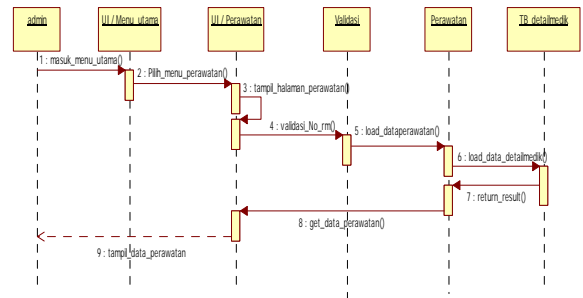 admin
UI / Menu_utama
UI / Perawatan
Validasi
Perawatan
TB_detailmedik
1 : masuk_menu_utama()
2 : Pilih_menu_perawatan()
3 : tampil_halaman_perawatan()
4 : validasi_No_rm()
5 : load_dataperawatan()
6 : load_data_detailmedik()
7 : return_result()
8 : get_data_perawatan()
9 : tampil_data_perawatan